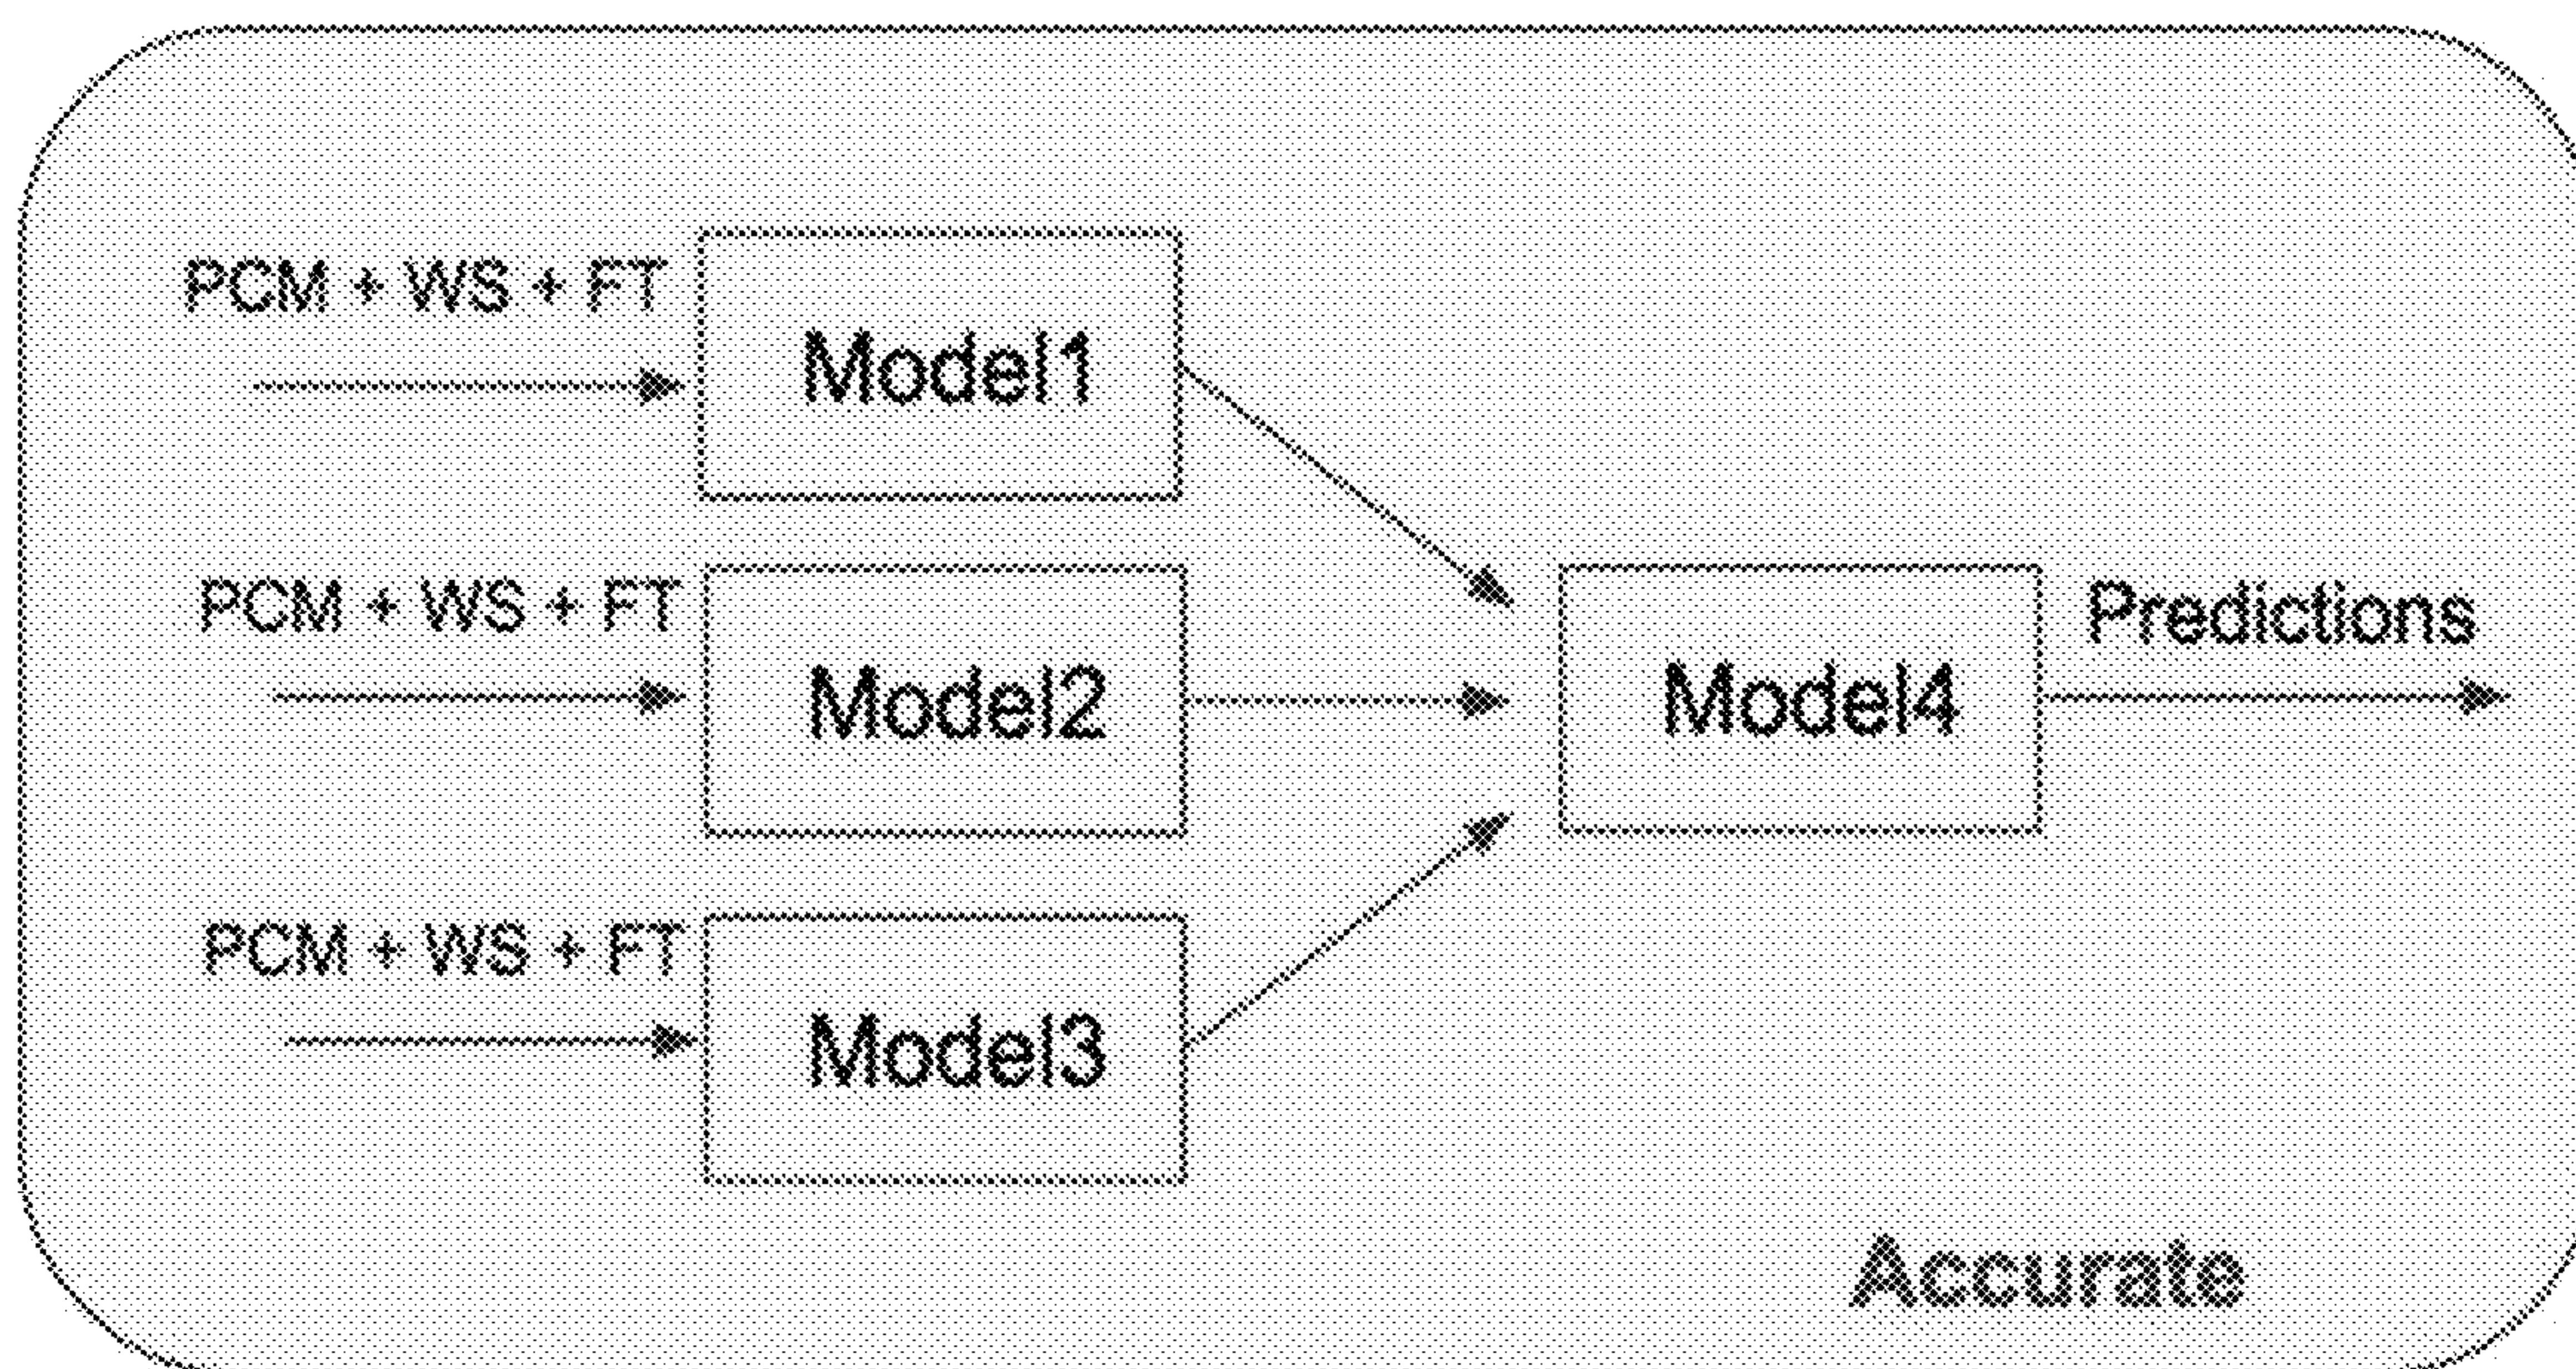 PCM + WS + FT
Model1
PCM + WS + FT
Model2
Model4
Predictions
PCM + WS + FT
Model3
Accurate